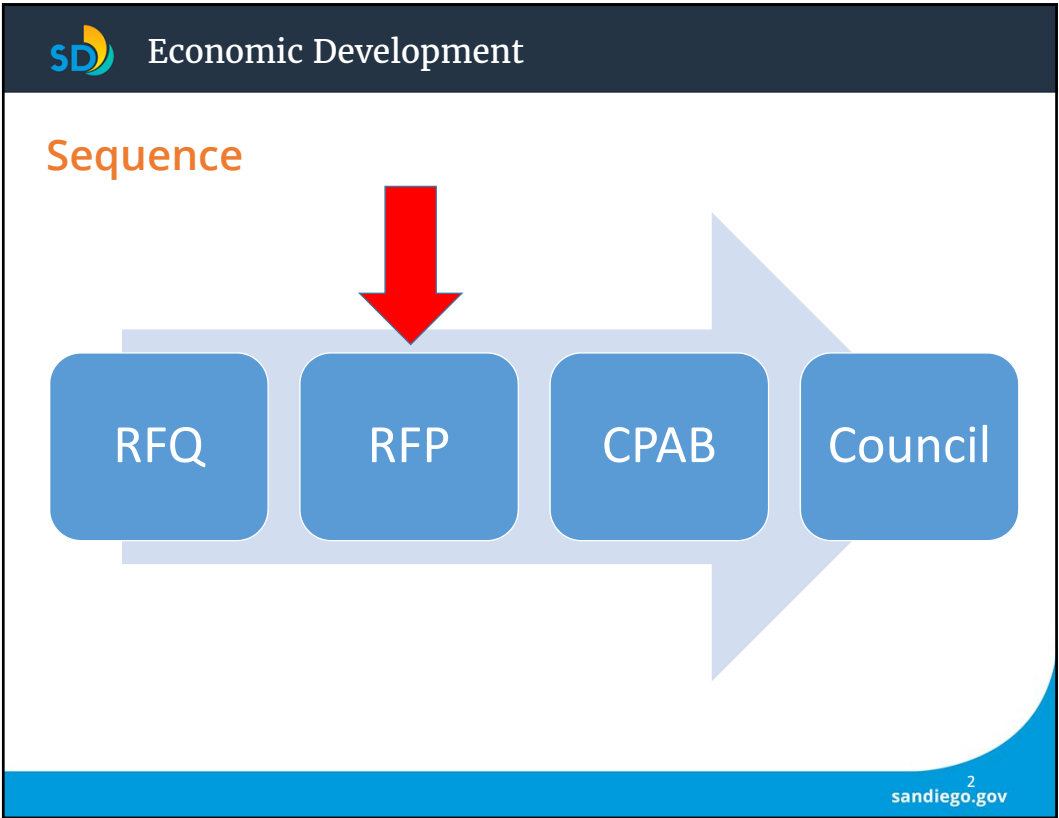 SD
Economic Development
Sequence
RFQ
RFP
CPAB
Council
2
sandiego.gov